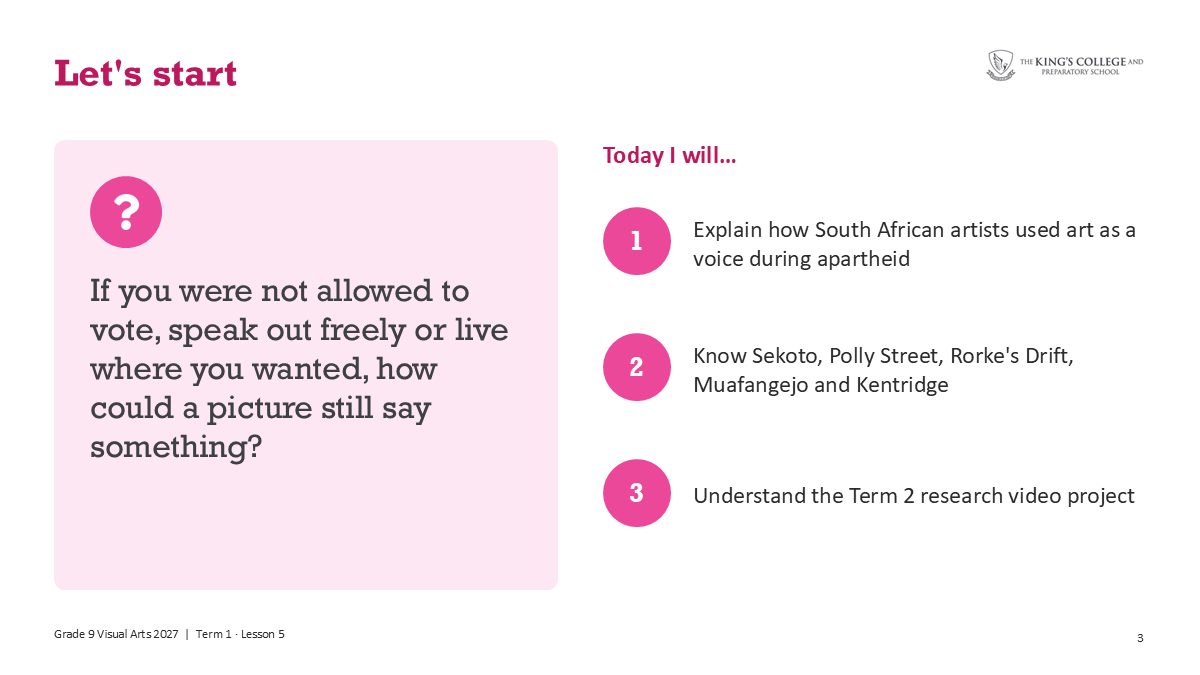 Let's start
THE KING'S COLLEGE AND
PREPARATORY SCHOOL
?
If you were not allowed to
vote, speak out freely or live
where you wanted, how
could a picture still say
something?
Today I will...
1
Explain how South African artists used art as a
voice during apartheid
2
Know Sekoto, Polly Street, Rorke's Drift,
Muafangejo and Kentridge
3
Understand the Term 2 research video project
Grade 9 Visual Arts 2027 | Term 1 · Lesson 5
3